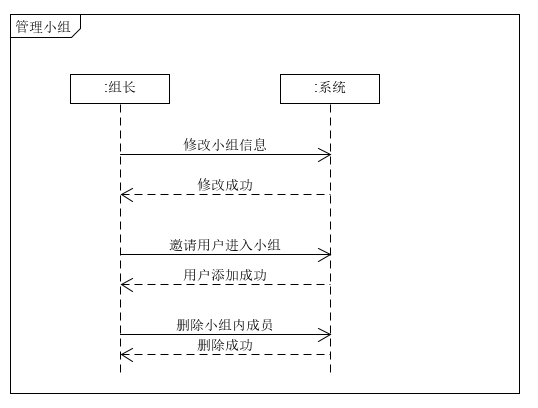 管理小组
:组长
:系统
修改小组信息
修改成功
邀请用户进入小组
用户添加成功
删除小组内成员
删除成功